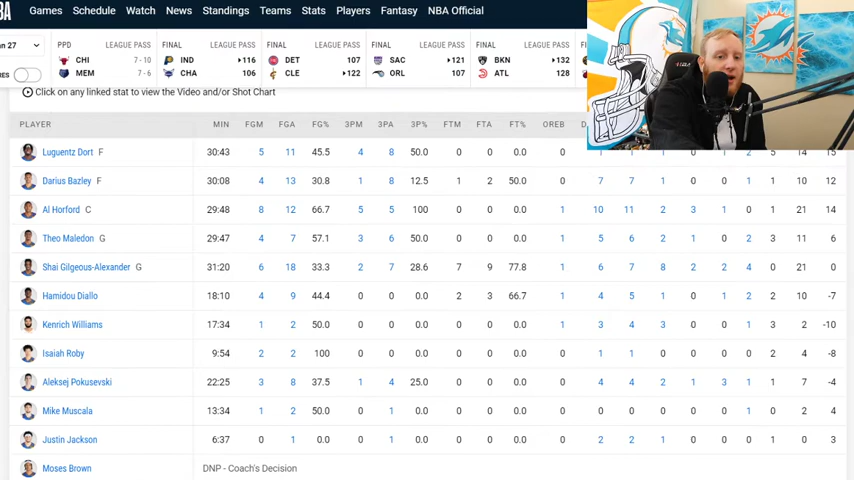 BA Games Schedule Watch News Standings Teams Stats Players Fantasy NBA Official
an 27 PPD LEAGUE PASS FINAL LEAGUE PASS FINAL LEAGUE PASS FINAL LEAGUE PASS FINAL LEAGUE PASS
CHI 7 - 10 IND 116 DET 107 SAC 121 BKN 132
RES MEM 7 - 6 CHA 106 CLE 122 ORL 107 ATL 128
Click on any linked stat to view the Video and/or Shot Chart
PLAYER MIN FGM FGA FG% 3PM 3PA 3P% FTM FTA FT% OREB D
Luguentz Dort F 30:43 5 11 45.5 4 8 50.0 0 0 0.0 0 1 1 1 0 1 2 5 14 15
Darius Bazley F 30:08 4 13 30.8 1 8 12.5 1 2 50.0 0 7 7 1 0 0 1 1 10 12
Al Horford C 29:48 8 12 66.7 5 5 100 0 0 0.0 1 10 11 2 3 1 0 1 21 14
Theo Maledon G 29:47 4 7 57.1 3 6 50.0 0 0 0.0 1 5 6 2 1 0 2 3 11 6
Shai Gilgeous-Alexander G 31:20 6 18 33.3 2 7 28.6 7 9 77.8 1 6 7 8 2 2 4 0 21 0
Hamidou Diallo 18:10 4 9 44.4 0 0 0.0 2 3 66.7 1 4 5 1 0 1 2 2 10 -7
Kenrich Williams 17:34 1 2 50.0 0 0 0.0 0 0 0.0 1 3 4 3 0 0 1 3 2 -10
Isaiah Roby 9:54 2 2 100 0 0 0.0 0 0 0.0 0 1 1 0 0 0 0 2 4 -8
Aleksej Pokusevski 22:25 3 8 37.5 1 4 25.0 0 0 0.0 0 4 4 2 1 3 1 1 7 -4
Mike Muscala 13:34 1 2 50.0 0 1 0.0 0 0 0.0 0 0 0 0 0 0 1 0 2 4
Justin Jackson 6:37 0 1 0.0 0 1 0.0 0 0 0.0 0 2 2 1 0 0 0 1 0 3
Moses Brown DNP - Coach's Decision